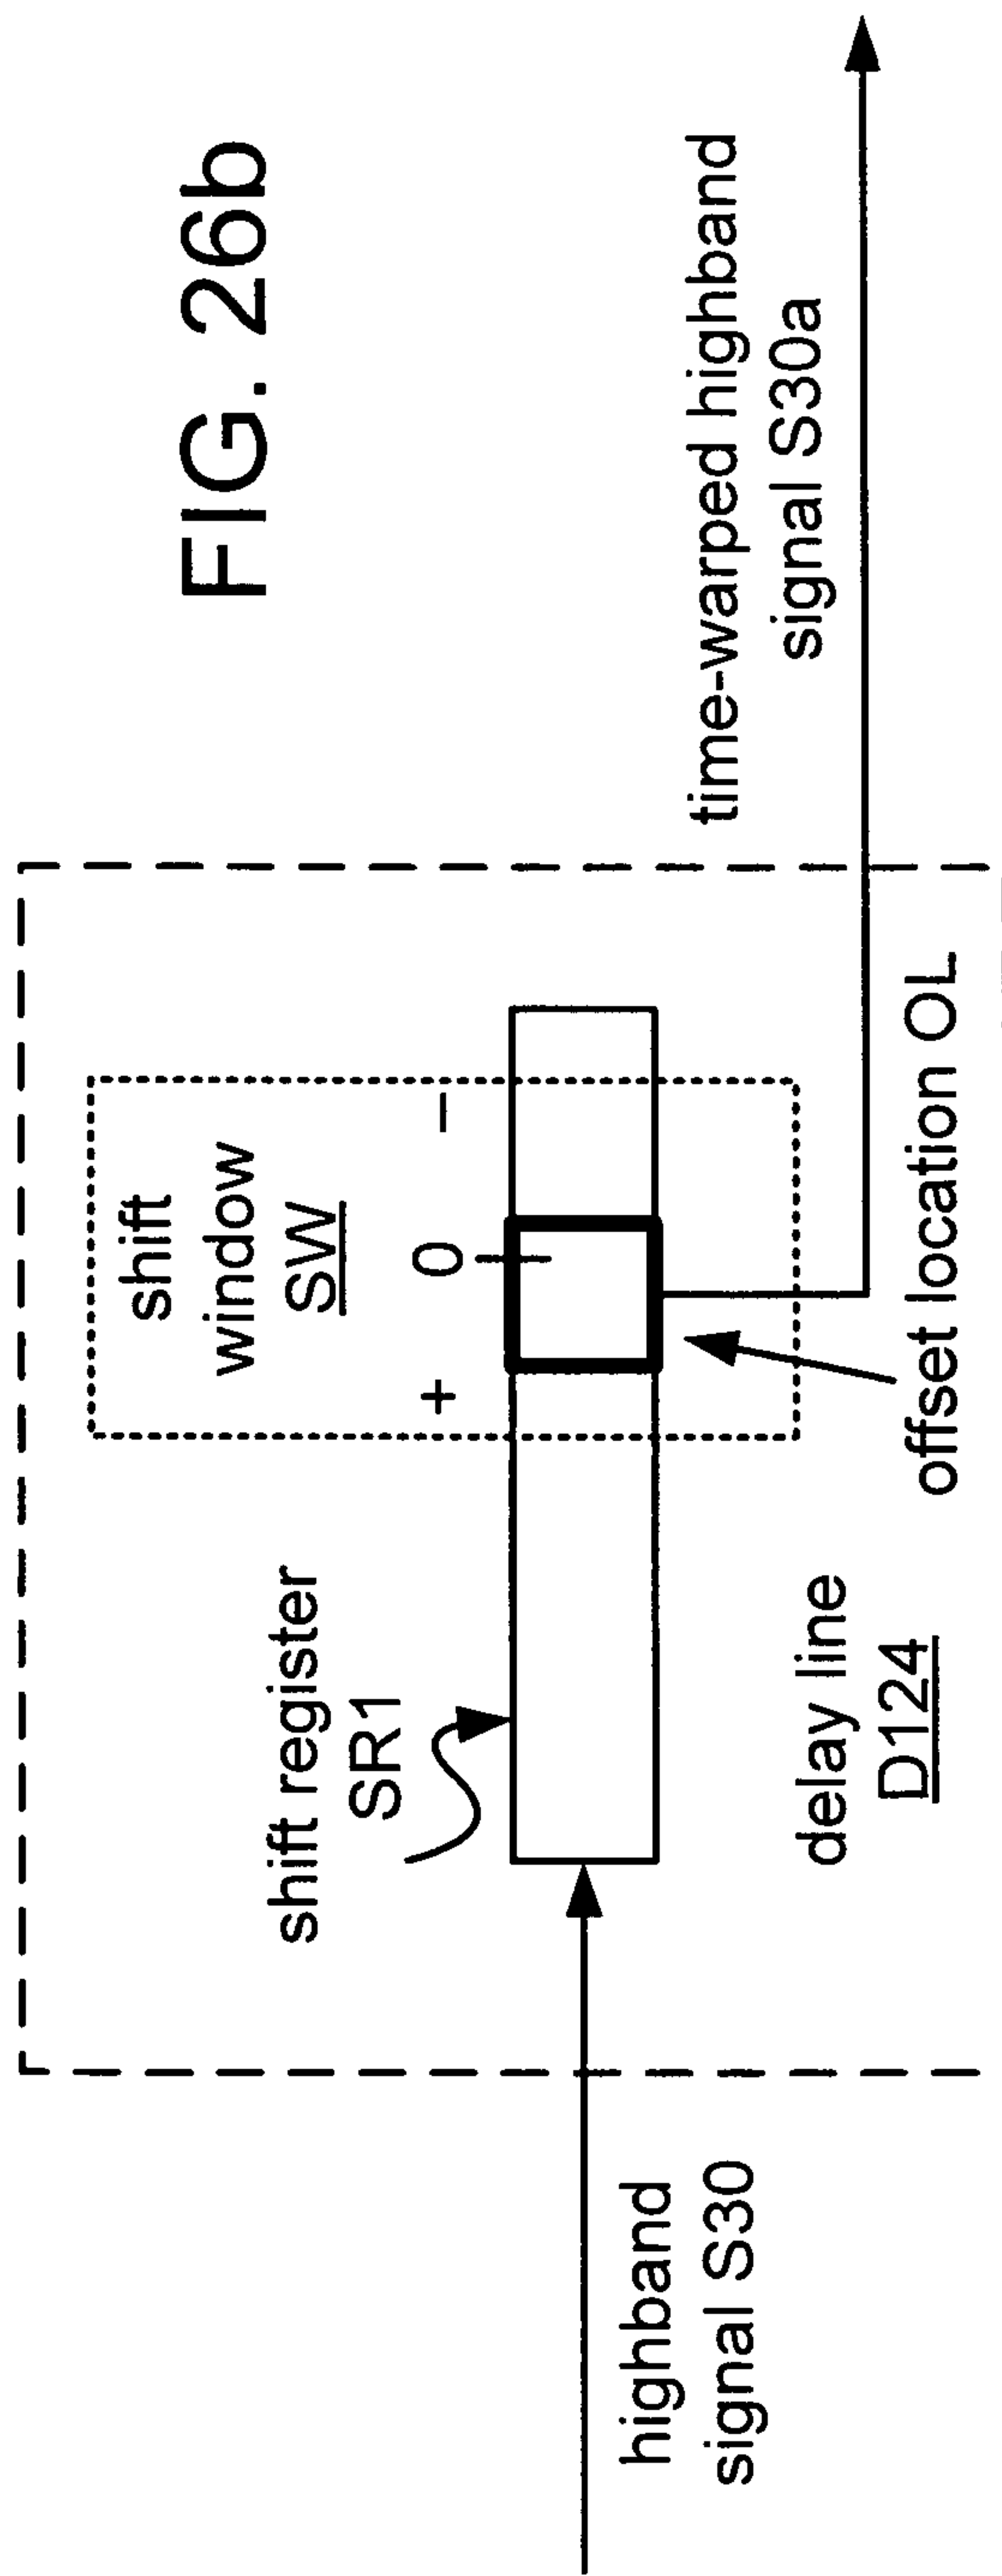 FIG. 26b
shift
window
SW
+
0
–
shift register
SR1
highband
signal S30
delay line
D124
offset location OL
time-warped highband
signal S30a